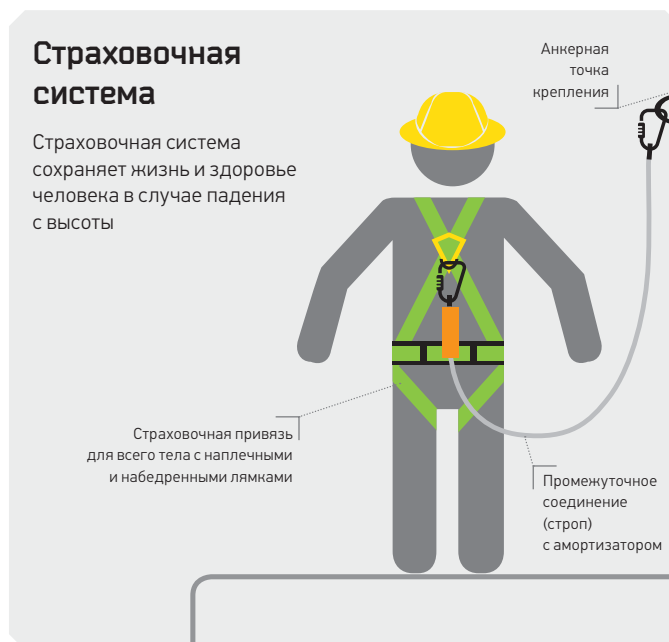 Страховочная
система
Страховочная система
сохраняет жизнь и здоровье
человека в случае падения
с высоты
Анкерная
точка
крепления
Страховочная привязь
для всего тела с наплечными
и набедренными лямками
Промежуточное
соединение
(строп)
с амортизатором